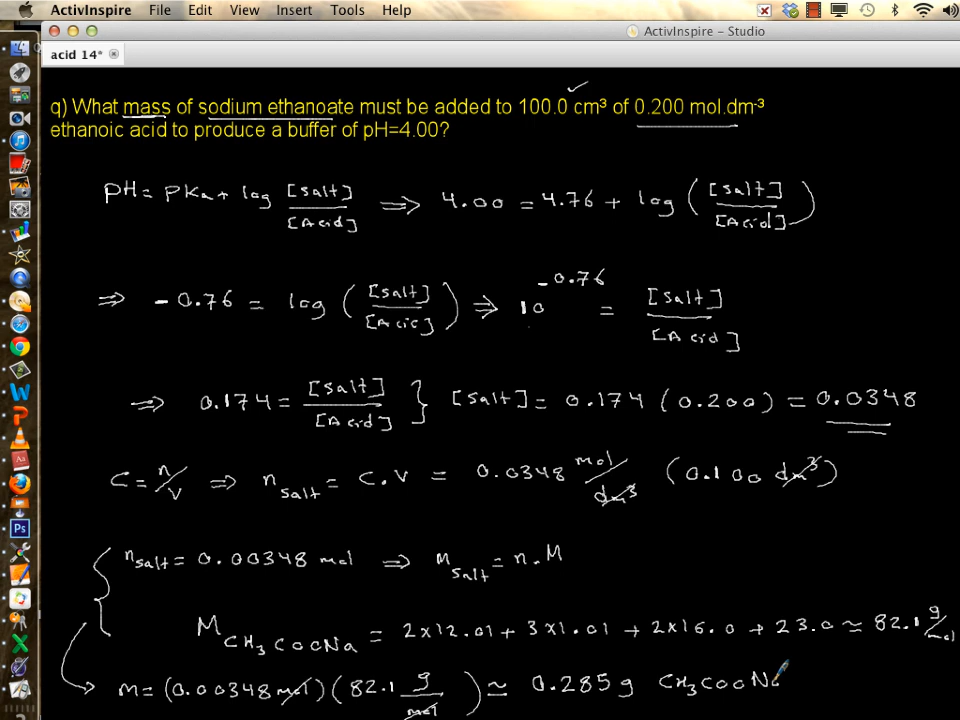 ActivInspire File Edit View Insert Tools Help
ActivInspire – Studio
acid 14*
q) What mass of sodium ethanoate must be added to 100.0 cm³ of 0.200 mol.dm-³
ethanoic acid to produce a buffer of pH=4.00?
PH = PKa + log [Salt]/[Acid] ⇒ 4.00 = 4.76 + log ([Salt]/[Acid])
⇒ -0.76 = log ([Salt]/[Acid]) ⇒ 10^-0.76 = [Salt]/[Acid]
⇒ 0.174 = [Salt]/[Acid] } [Salt] = 0.174 (0.200) = 0.0348
C = n/V ⇒ n salt = C.V = 0.0348 mol/dm³ (0.100 dm³)
n salt = 0.00348 mol ⇒ m salt = n.M
M CH₃COONa = 2x12.01 + 3x1.01 + 2x16.0 + 23.0 ≈ 82.1 g/mol
m = (0.00348 mol)(82.1 g/mol) ≈ 0.285 g CH₃COONa